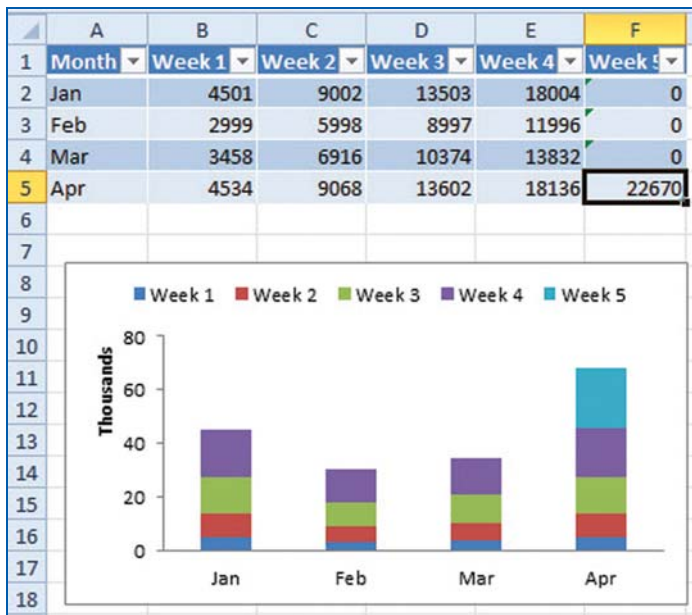 A B C D E F
1 Month Week 1 Week 2 Week 3 Week 4 Week 5
2 Jan 4501 9002 13503 18004 0
3 Feb 2999 5998 8997 11996 0
4 Mar 3458 6916 10374 13832 0
5 Apr 4534 9068 13602 18136 22670
6
7
8
Week 1 Week 2 Week 3 Week 4 Week 5
9
10
80
11
60
12
Thousands
13
40
14
15
20
16
0
17
Jan Feb Mar Apr
18